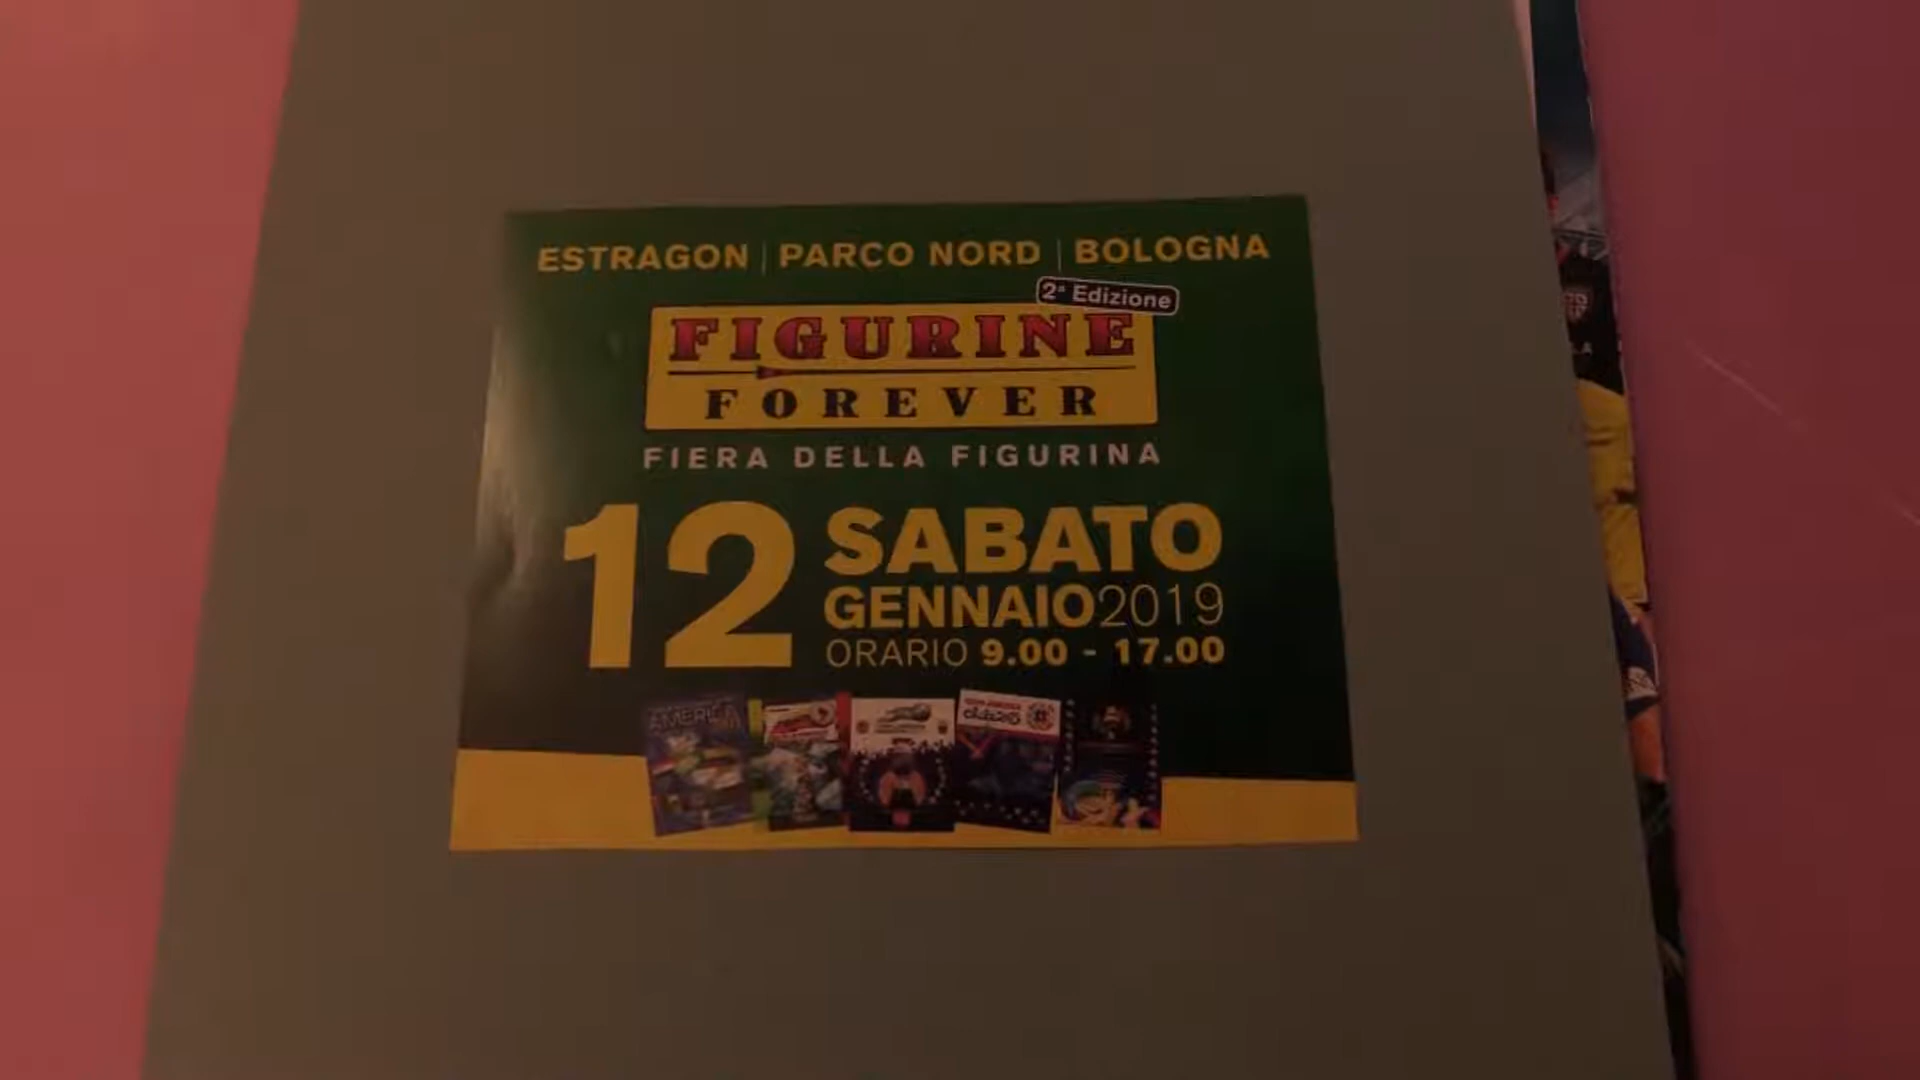 ESTRAGON | PARCO NORD | BOLOGNA
2ª Edizione
FIGURINE
FOREVER
FIERA DELLA FIGURINA
12 SABATO
GENNAIO2019
ORARIO 9.00 - 17.00
AMERICA